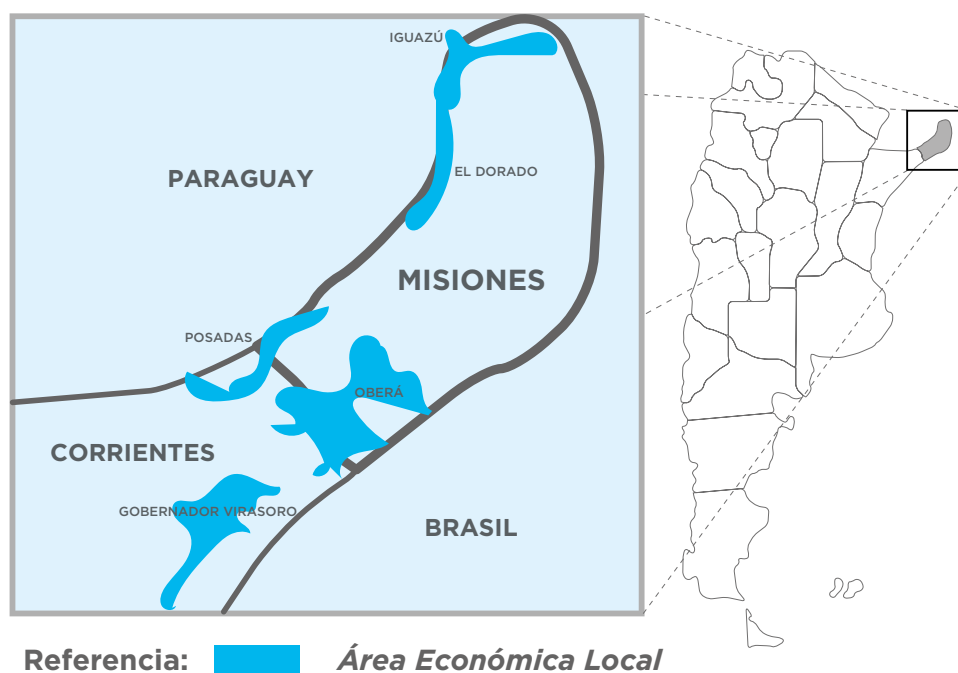 IGUAZÚ
PARAGUAY
EL DORADO
MISIONES
POSADAS
OBERÁ
CORRIENTES
GOBERNADOR VIRASORO
BRASIL
Referencia: Área Económica Local